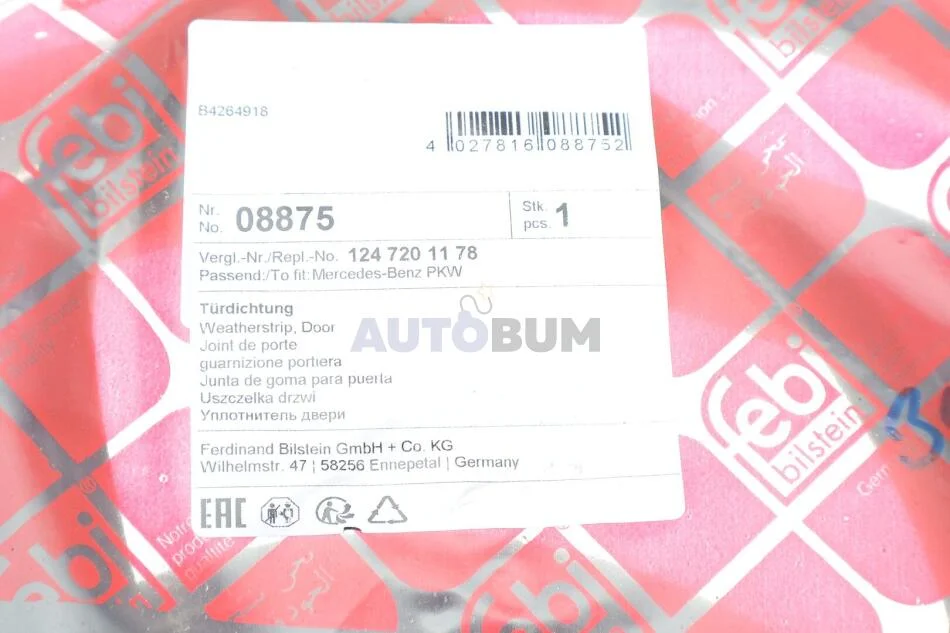 febi
bilstein
B4264918
4 027816 088752
Nr.
No. 08875
Stk.
pcs. 1
Vergl.-Nr./Repl.-No. 124 720 11 78
Passend:/To fit: Mercedes-Benz PKW
Türdichtung
Weatherstrip, Door
Joint de porte
guarnizione portiera
Junta de goma para puerta
Uszczelka drzwi
Уплотнитель двери
AUTOBUM
Ferdinand Bilstein GmbH + Co. KG
Wilhelmstr. 47 | 58256 Ennepetal | Germany
EAC
febi
bilstein
febi